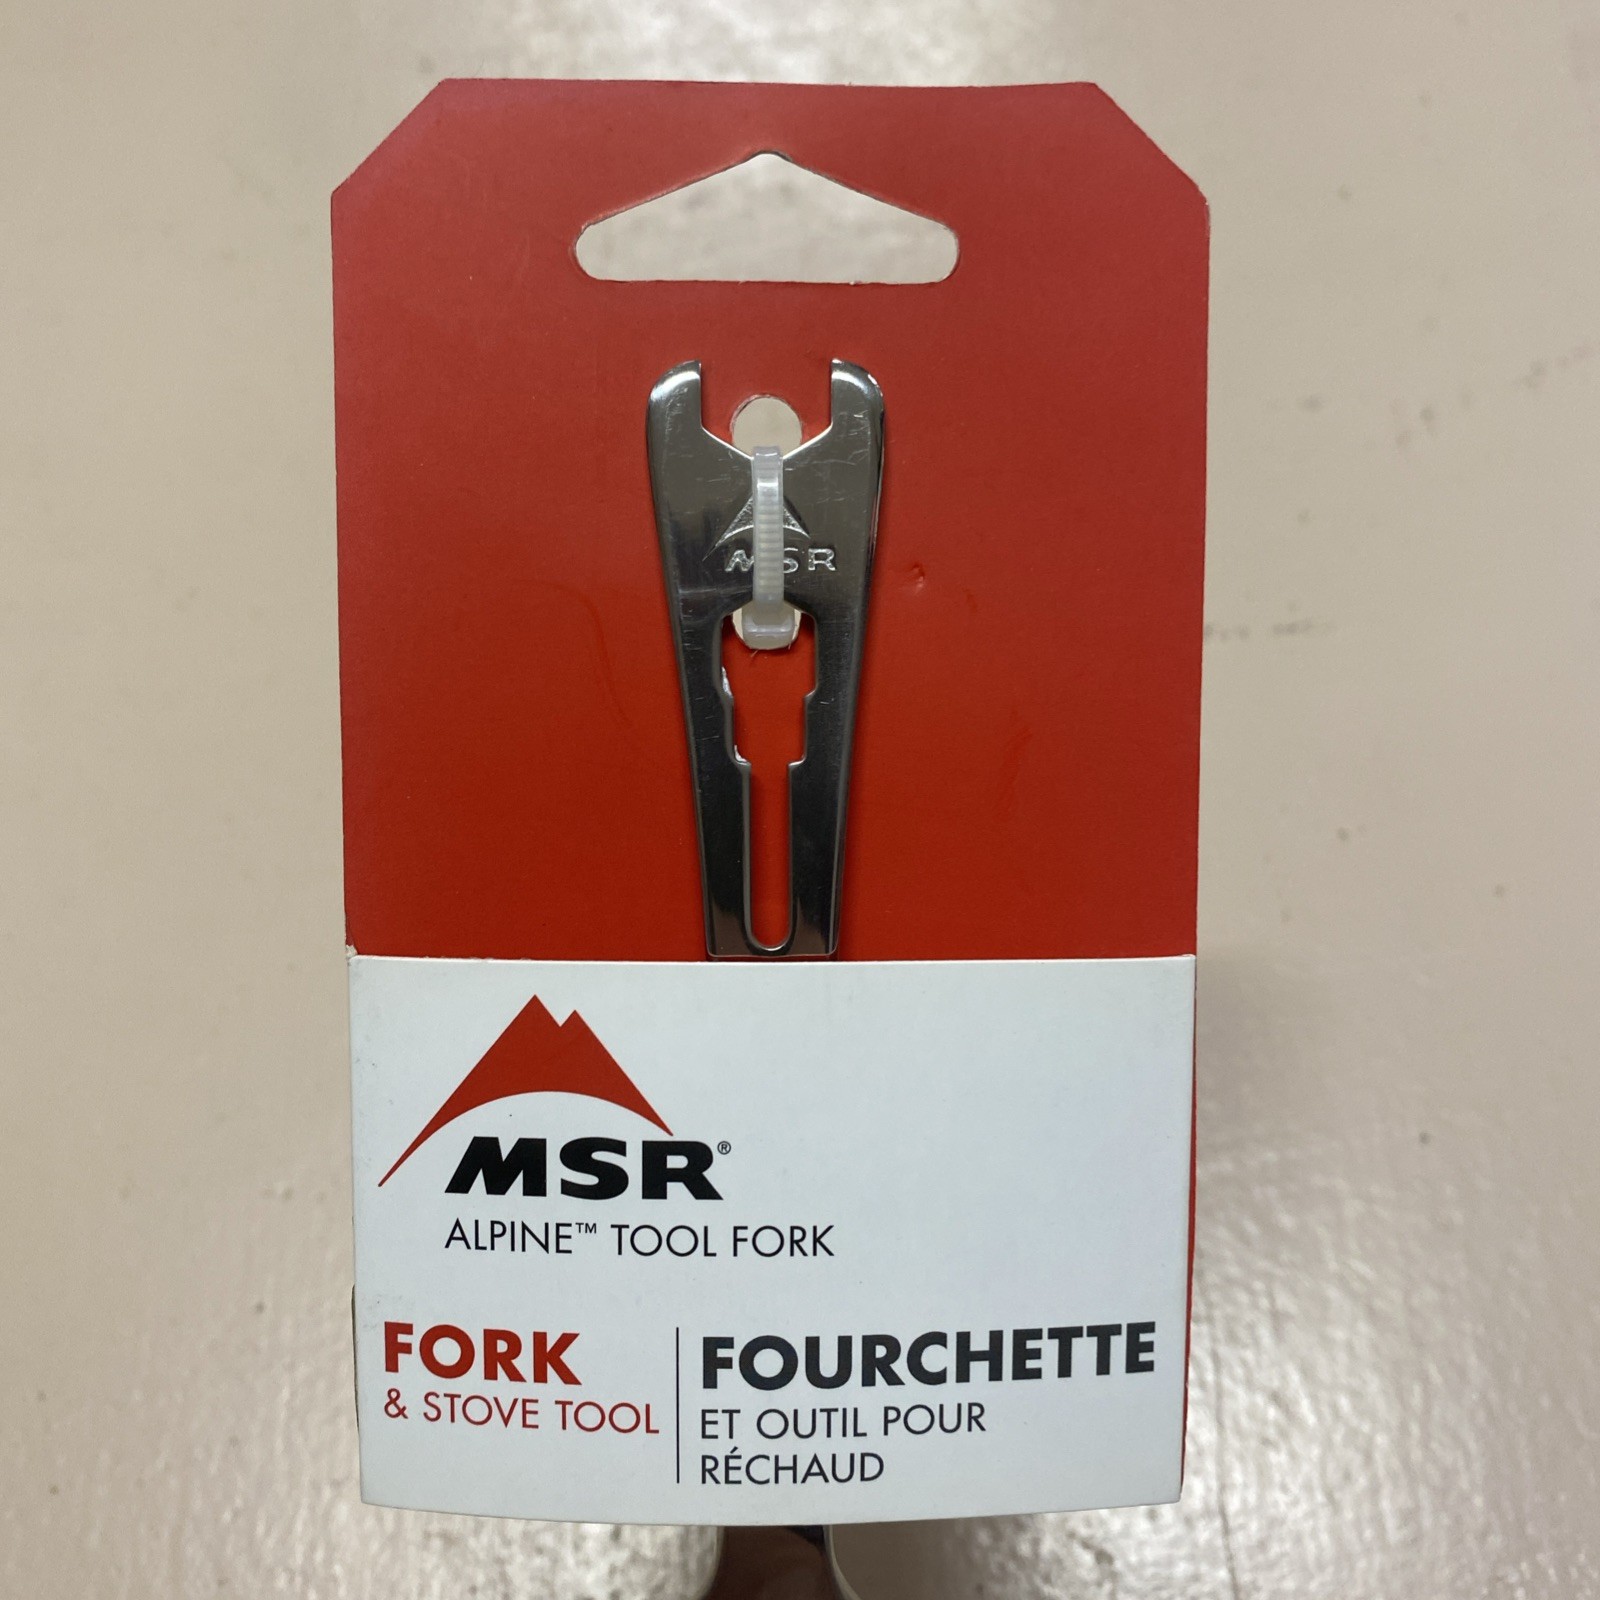 MSR
MSR®
ALPINE™ TOOL FORK
FORK
& STOVE TOOL
FOURCHETTE
ET OUTIL POUR
RÉCHAUD